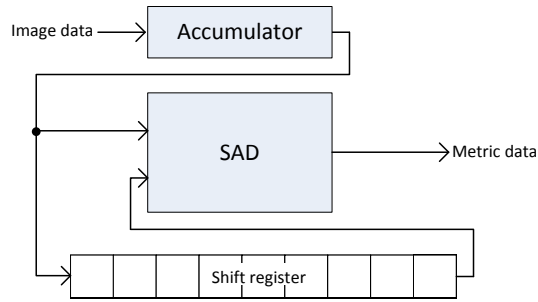 Image data
Accumulator
SAD
Metric data
Shift register